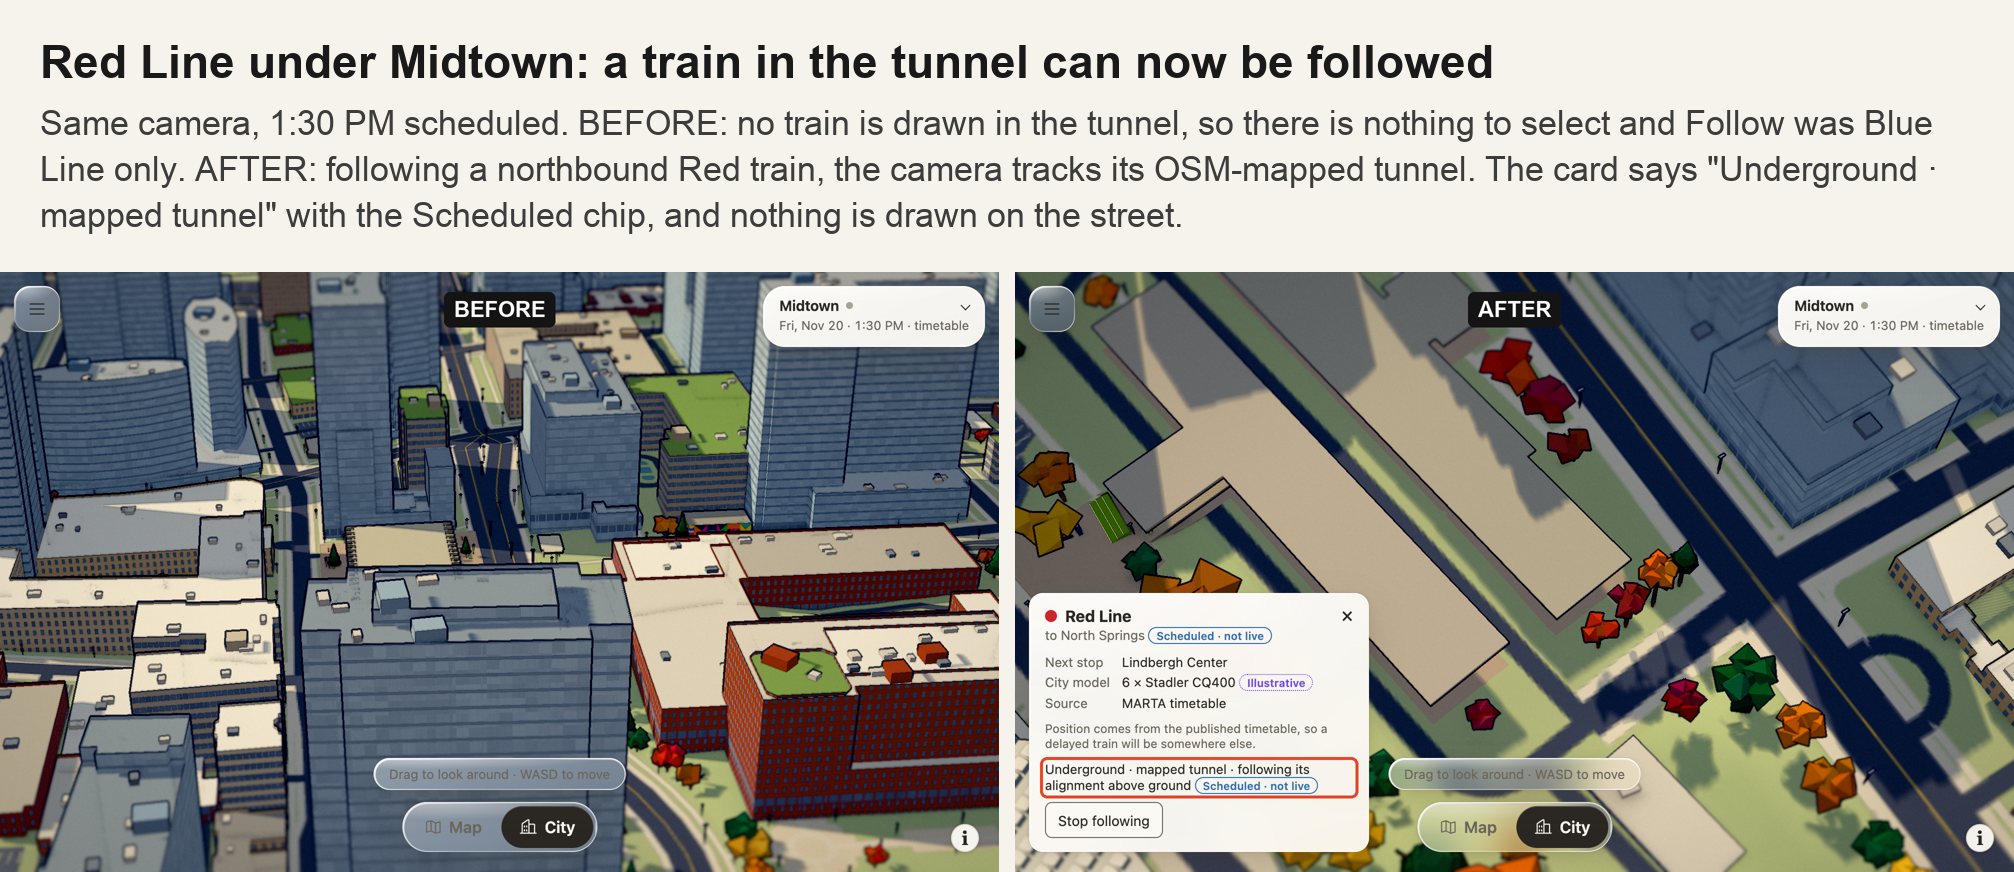 Red Line under Midtown: a train in the tunnel can now be followed
Same camera, 1:30 PM scheduled. BEFORE: no train is drawn in the tunnel, so there is nothing to select and Follow was Blue
Line only. AFTER: following a northbound Red train, the camera tracks its OSM-mapped tunnel. The card says "Underground ·
mapped tunnel" with the Scheduled chip, and nothing is drawn on the street.
BEFORE
Midtown
Fri, Nov 20 · 1:30 PM · timetable
Drag to look around · WASD to move
Map
City
i
AFTER
Midtown
Fri, Nov 20 · 1:30 PM · timetable
Red Line
to North Springs Scheduled · not live
Next stop Lindbergh Center
City model 6 × Stadler CQ400 Illustrative
Source MARTA timetable
Position comes from the published timetable, so a
delayed train will be somewhere else.
Underground · mapped tunnel · following its
alignment above ground Scheduled · not live
Stop following
Drag to look around · WASD to move
Map
City
i